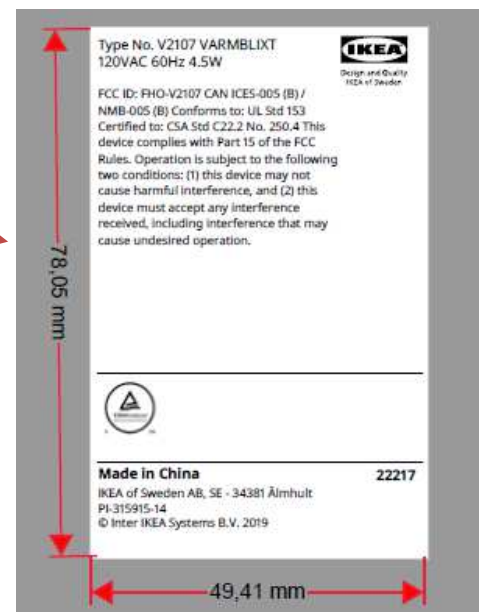 Type No. V2107 VARMBLIXT
120VAC 60Hz 4.5W
IKEA
Design and Quality
IKEA of Sweden
FCC ID: FHO-V2107 CAN ICES-005 (B) /
NMB-005 (B) Conforms to: UL Std 153
Certified to: CSA Std C22.2 No. 250.4 This
device complies with Part 15 of the FCC
Rules. Operation is subject to the following
two conditions: (1) this device may not
cause harmful interference, and (2) this
device must accept any interference
received, including interference that may
cause undesired operation.
78,05 mm
Made in China 22217
IKEA of Sweden AB, SE - 34381 Älmhult
PI-315915-14
© Inter IKEA Systems B.V. 2019
49,41 mm